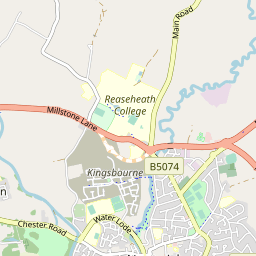 Main Road
Reaseheath
College
Millstone Lane
B5074
Kingsbourne
Water Lode
Chester Road